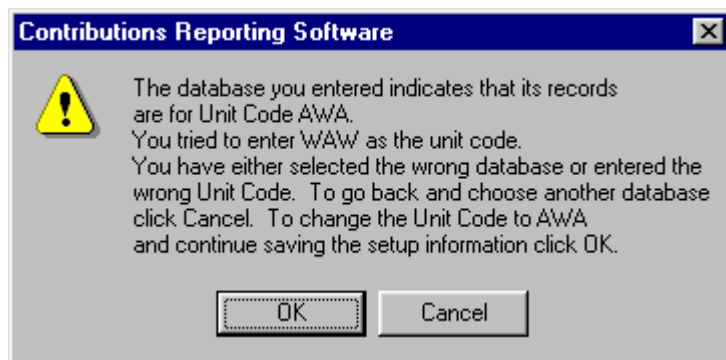 Contributions Reporting Software
The database you entered indicates that its records
are for Unit Code AWA.
You tried to enter WAW as the unit code.
You have either selected the wrong database or entered the
wrong Unit Code.  To go back and choose another database
click Cancel.  To change the Unit Code to AWA
and continue saving the setup information click OK.
OK
Cancel